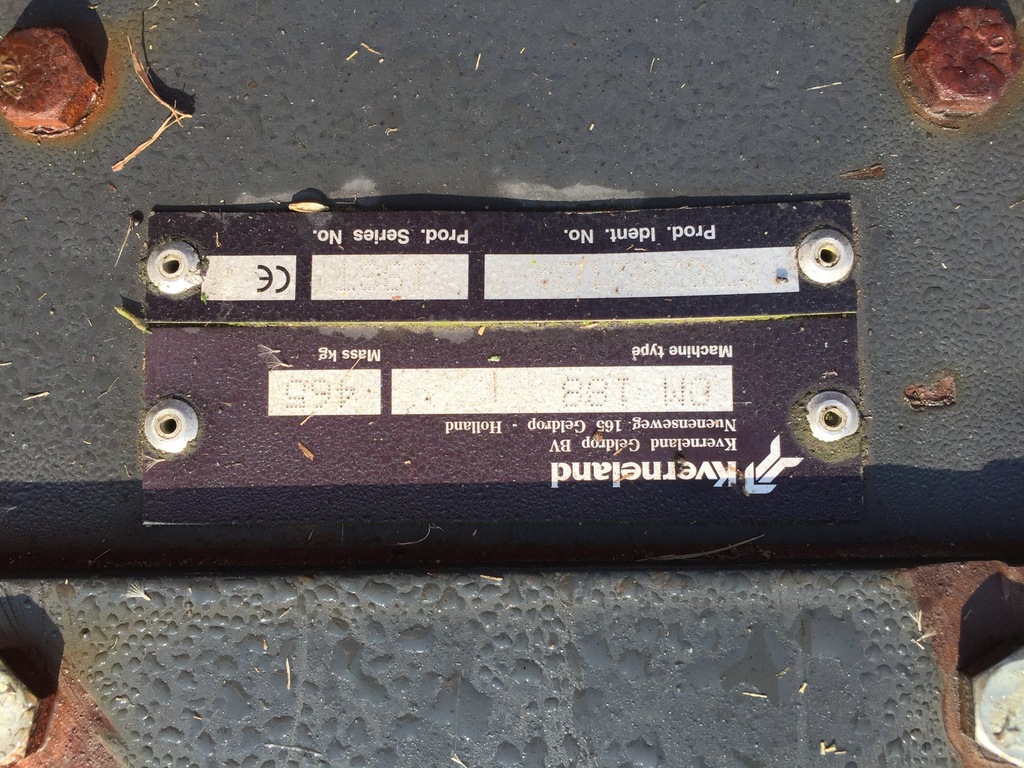 Kverneland
Kverneland Geldrop BV
Nuenenseweg 165 Geldrop - Holland
CM 188
465
Machine type
Mass kg
CE
Prod. Ident. No.
Prod. Series No.